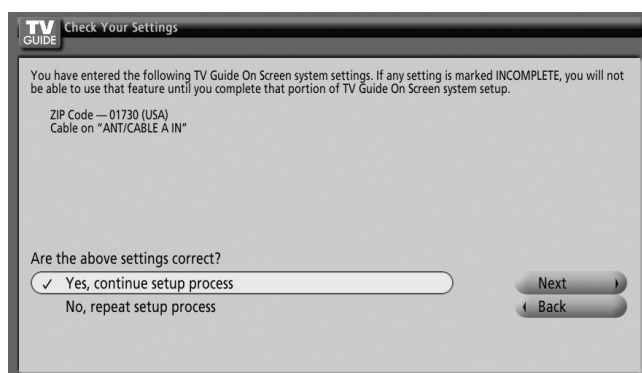 TV
GUIDE
Check Your Settings
You have entered the following TV Guide On Screen system settings. If any setting is marked INCOMPLETE, you will not
be able to use that feature until you complete that portion of TV Guide On Screen system setup.
ZIP Code — 01730 (USA)
Cable on “ANT/CABLE A IN”
Are the above settings correct?
✓ Yes, continue setup process
No, repeat setup process
Next
Back